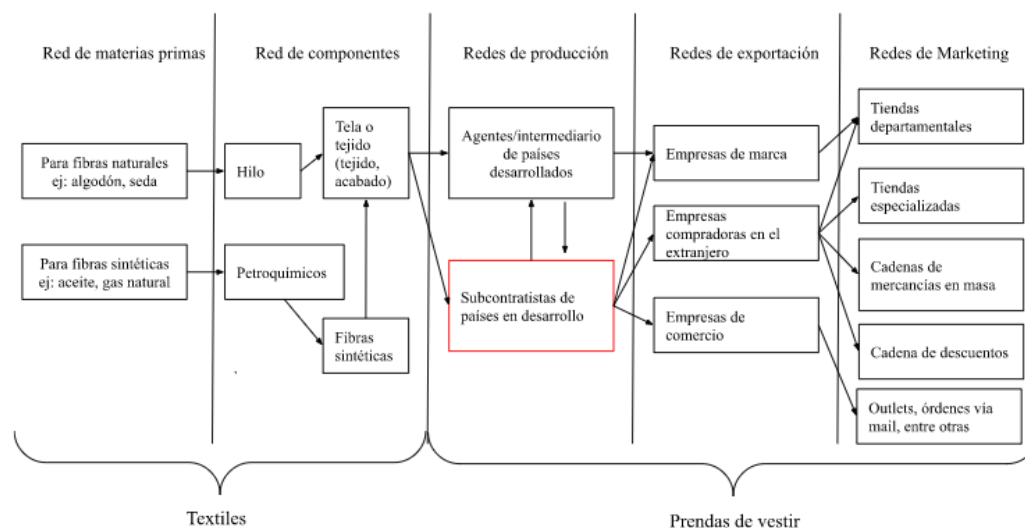 Red de materias primas
Red de componentes
Redes de producción
Redes de exportación
Redes de Marketing
Para fibras naturales
ej: algodón, seda
Hilo
Tela o
tejido
(tejido,
acabado)
Agentes/intermediario
de países
desarrollados
Empresas de marca
Tiendas
departamentales
Tiendas
especializadas
Para fibras sintéticas
ej: aceite, gas natural
Petroquímicos
Fibras
sintéticas
Subcontratistas de
países en desarrollo
Empresas
compradoras en el
extranjero
Empresas de
comercio
Cadenas de
mercancías en masa
Cadena de descuentos
Outlets, órdenes vía
mail, entre otras
Textiles
Prendas de vestir